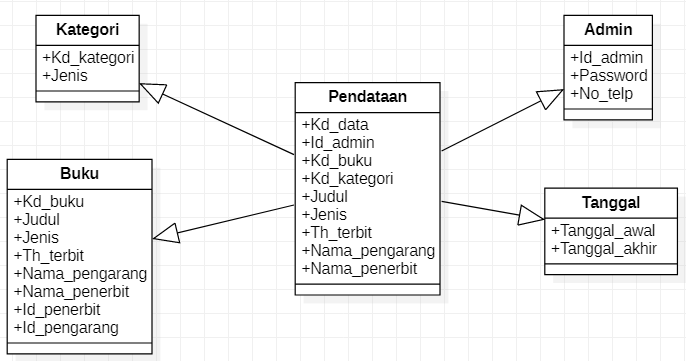 Kategori
+Kd_kategori
+Jenis
Buku
+Kd_buku
+Judul
+Jenis
+Th_terbit
+Nama_pengarang
+Nama_penerbit
+Id_penerbit
+Id_pengarang
Pendataan
+Kd_data
+Id_admin
+Kd_buku
+Kd_kategori
+Judul
+Jenis
+Th_terbit
+Nama_pengarang
+Nama_penerbit
Admin
+Id_admin
+Password
+No_telp
Tanggal
+Tanggal_awal
+Tanggal_akhir